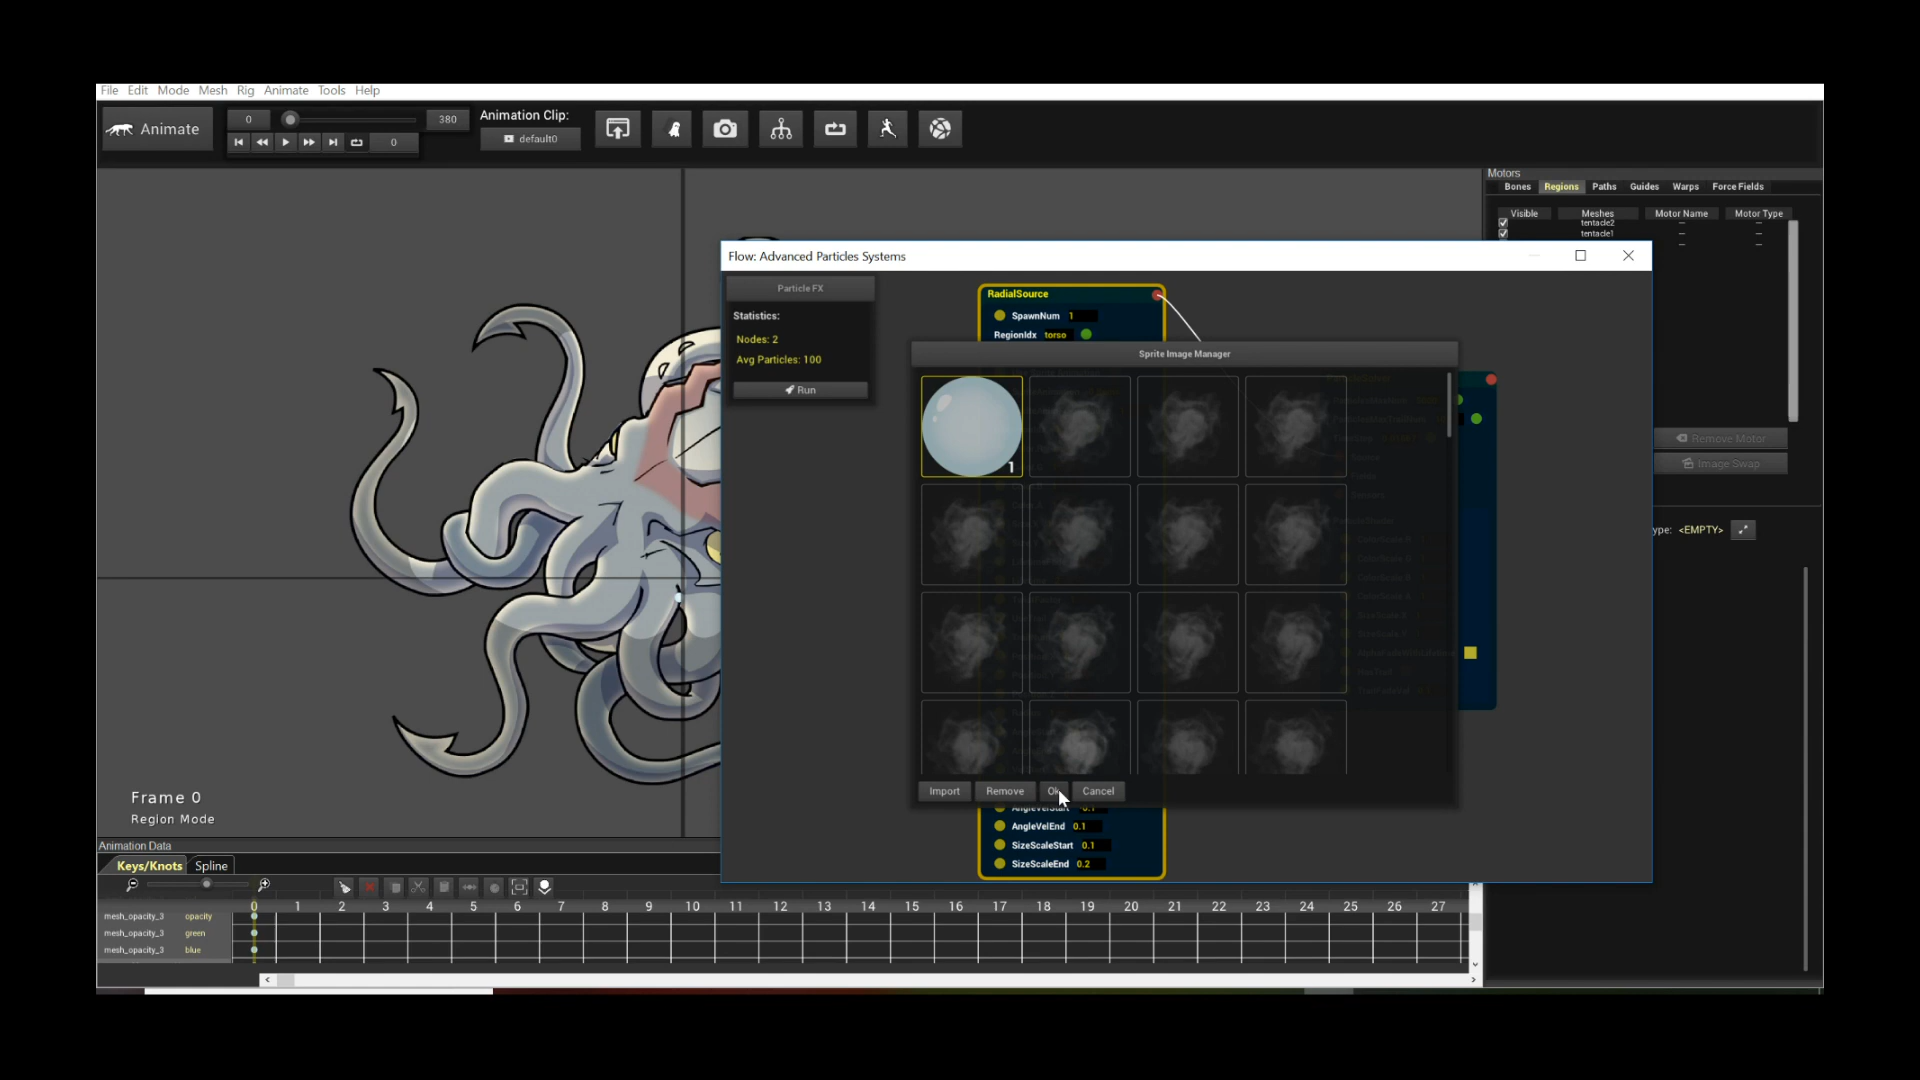 File Edit Mode Mesh Rig Animate Tools Help
Animate
0
380
0
Animation Clip:
default0
Motors
Bones Regions Paths Guides Warps Force Fields
Visible Meshes Motor Name Motor Type
tentacle2 – –
tentacle1 – –
– –
Remove Motor
Image Swap
ype: <EMPTY>
Flow: Advanced Particles Systems
Particle FX
Statistics:
Nodes: 2
Avg Particles: 100
Run
RadialSource
SpawnNum 1
RegionIdx torso
Sprite Image Manager
1
Import Remove Ok Cancel
AngleVelStart -0.1
AngleVelEnd 0.1
SizeScaleStart 0.1
SizeScaleEnd 0.2
Frame 0
Region Mode
Animation Data
Keys/Knots Spline
0 1 2 3 4 5 6 7 8 9 10 11 12 13 14 15 16 17 18 19 20 21 22 23 24 25 26 27
mesh_opacity_3 opacity
mesh_opacity_3 green
mesh_opacity_3 blue